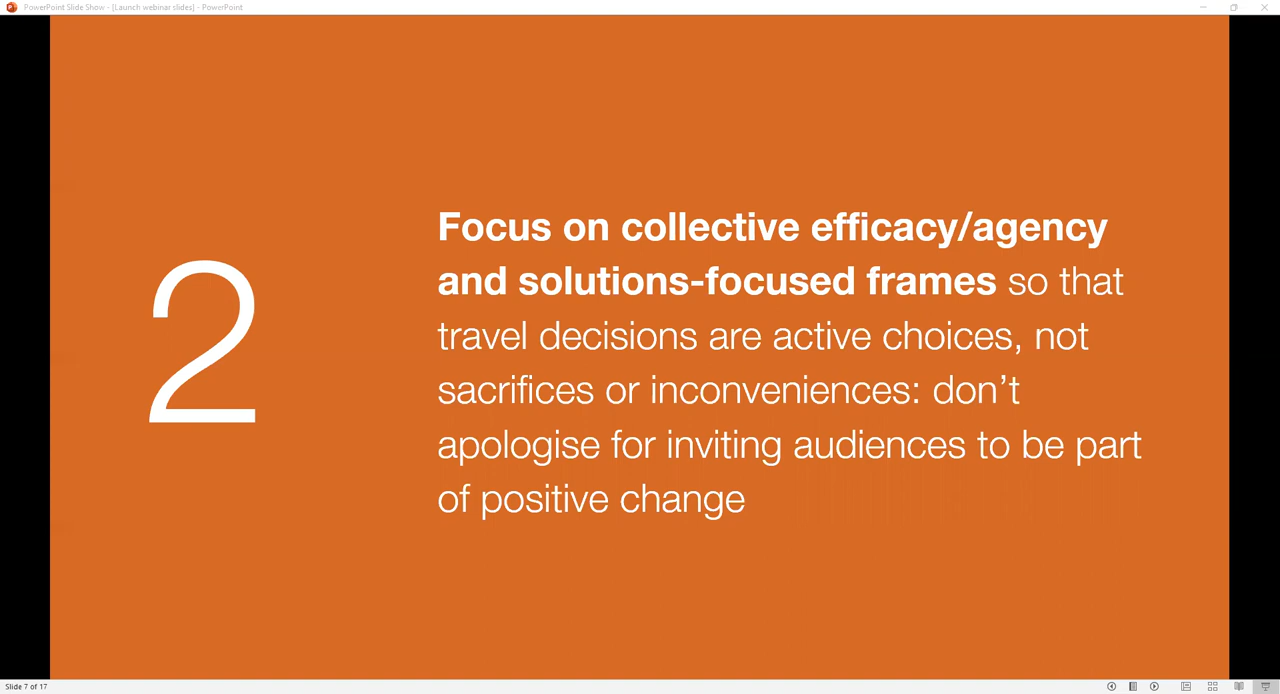 PowerPoint Slide Show - [Launch webinar slides] - PowerPoint
2
Focus on collective efficacy/agency
and solutions-focused frames so that
travel decisions are active choices, not
sacrifices or inconveniences: don’t
apologise for inviting audiences to be part
of positive change
Slide 7 of 17